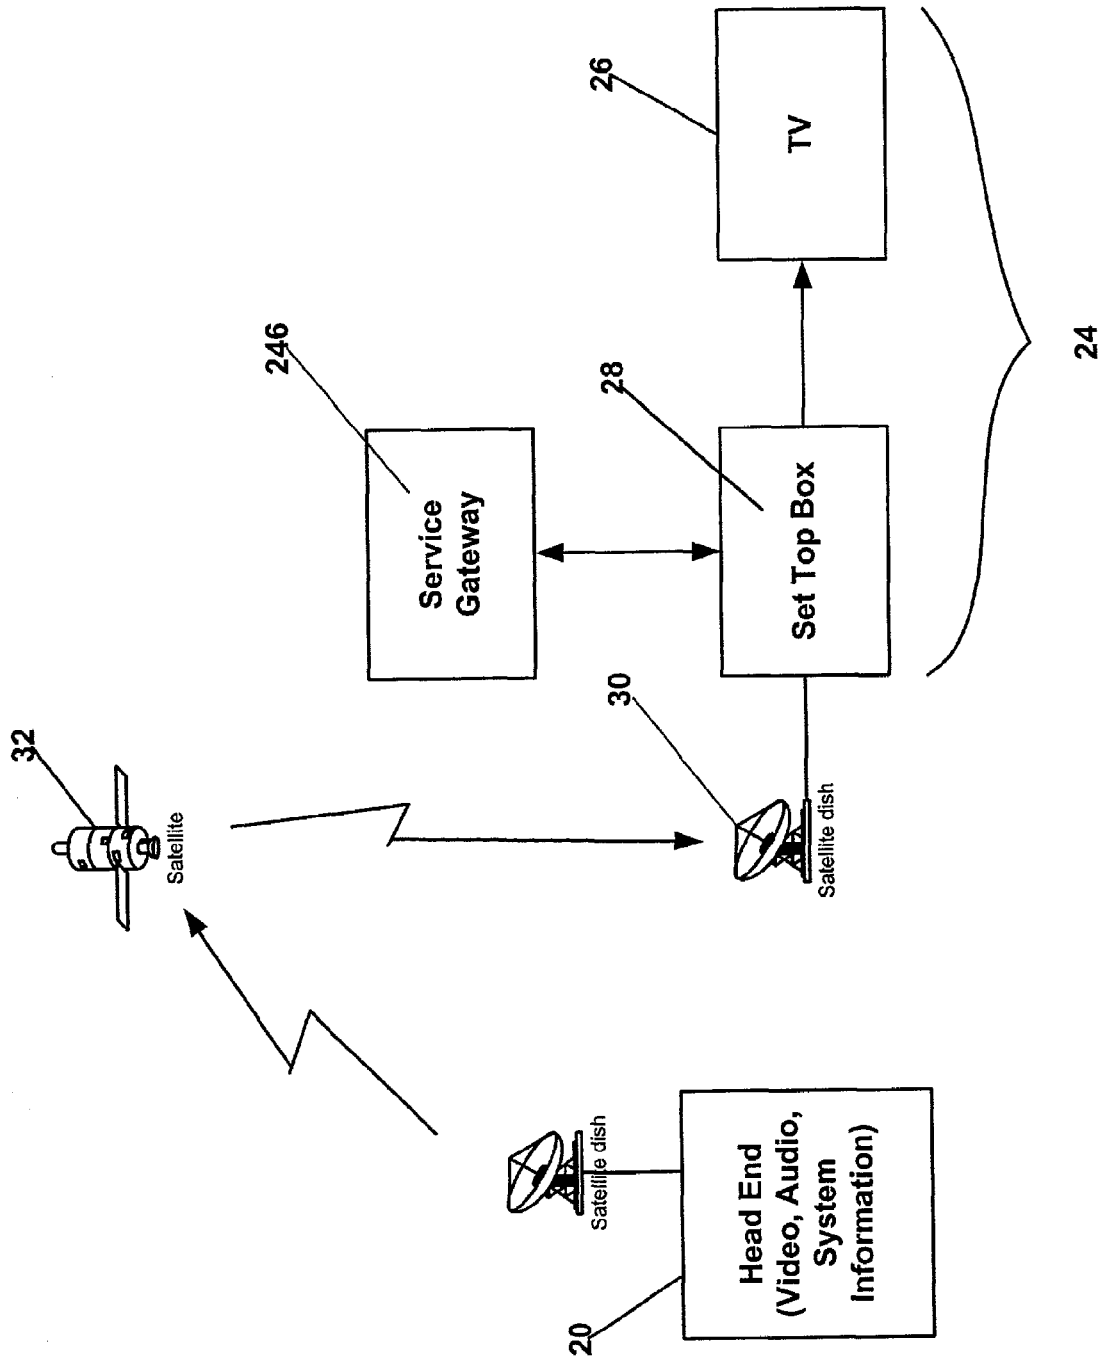 32
Satellite
246
26
Service
Gateway
28
TV
30
Set Top Box
Satellite dish
24
Satellite dish
20
Head End
(Video, Audio,
System
Information)